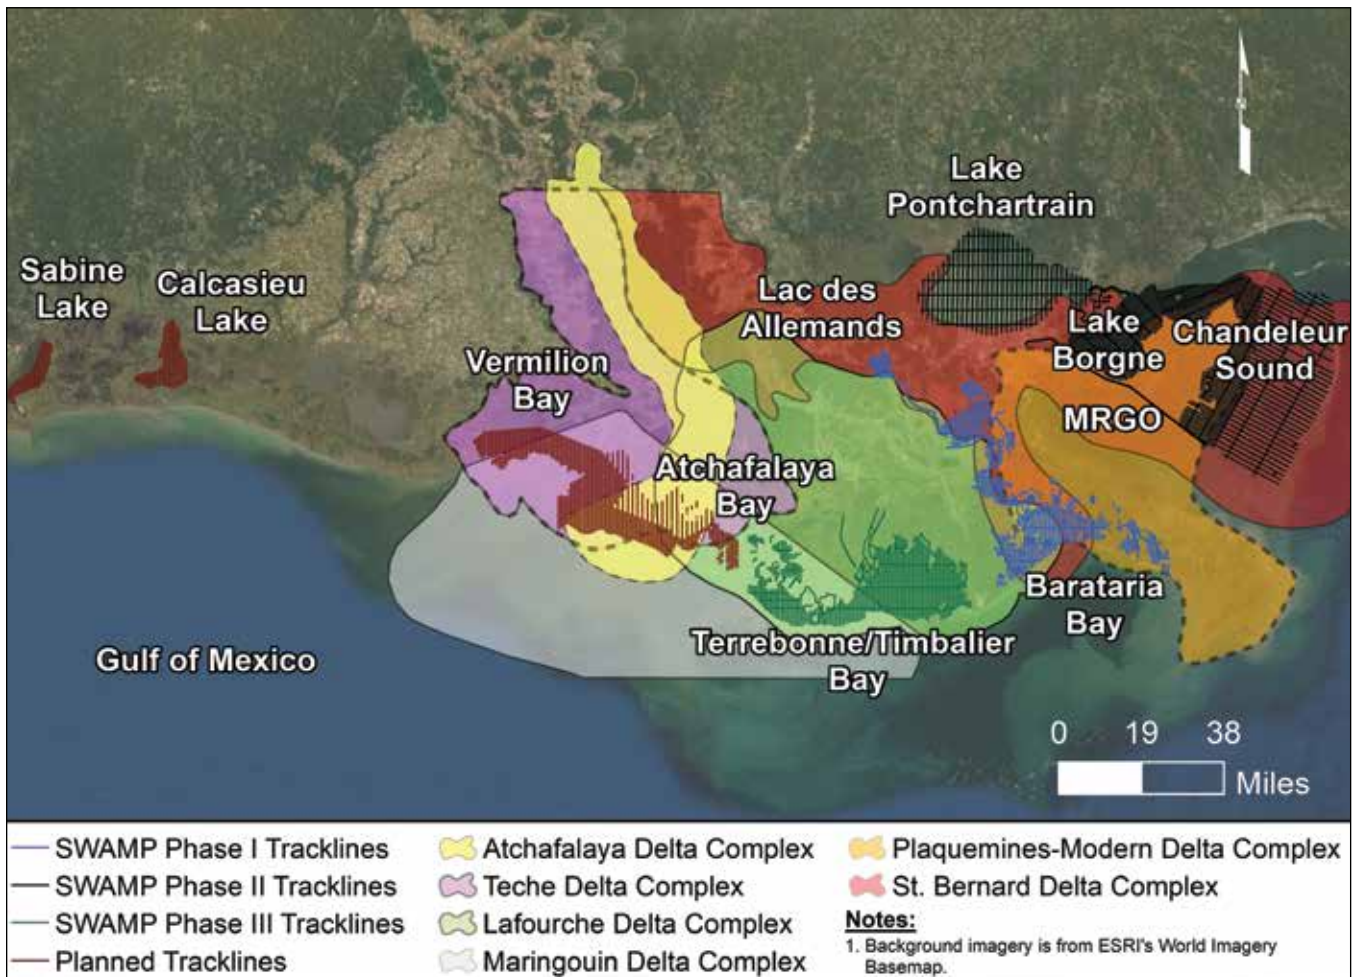 Lake
Pontchartrain
Sabine
Lake
Calcasieu
Lake
Lac des
Allemands
Lake
Borgne
Chandeleur
Sound
Vermilion
Bay
MRGO
Atchafalaya
Bay
Barataria
Bay
Terrebonne/Timbalier
Bay
Gulf of Mexico
0 19 38
Miles
SWAMP Phase I Tracklines
SWAMP Phase II Tracklines
SWAMP Phase III Tracklines
Planned Tracklines
Atchafalaya Delta Complex
Teche Delta Complex
Lafourche Delta Complex
Maringouin Delta Complex
Plaquemines-Modern Delta Complex
St. Bernard Delta Complex
Notes:
1. Background imagery is from ESRI's World Imagery
Basemap.